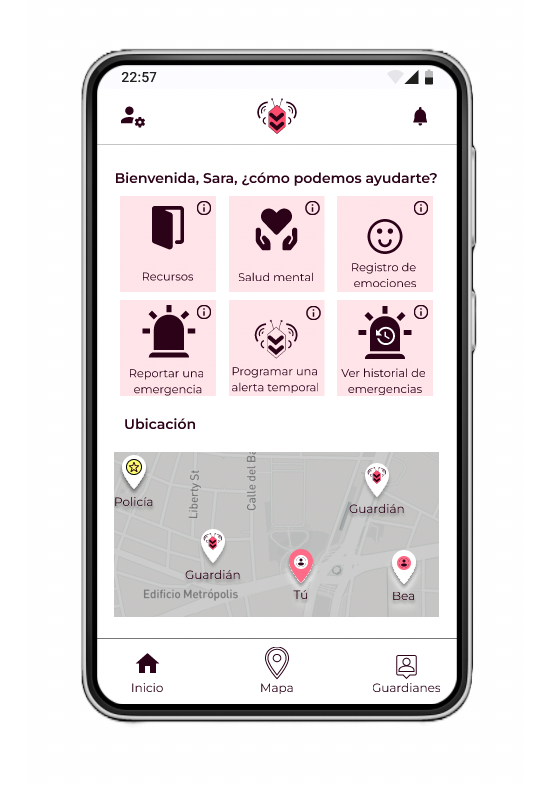 22:57
Bienvenida, Sara, ¿cómo podemos ayudarte?
Recursos
Salud mental
Registro de
emociones
Reportar una
emergencia
Programar una
alerta temporal
Ver historial de
emergencias
Ubicación
Policía
Liberty St
Calle del Ba
Guardián
Guardián
Edificio Metrópolis
Tú
Bea
Inicio
Mapa
Guardianes